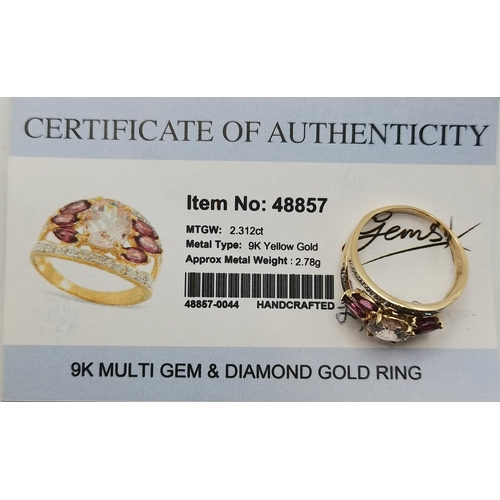 CERTIFICATE OF AUTHENTICITY
Item No: 48857
MTGW: 2.312ct
Metal Type: 9K Yellow Gold
Approx Metal Weight : 2.78g
48857-0044 HANDCRAFTED
Gems
9K MULTI GEM & DIAMOND GOLD RING